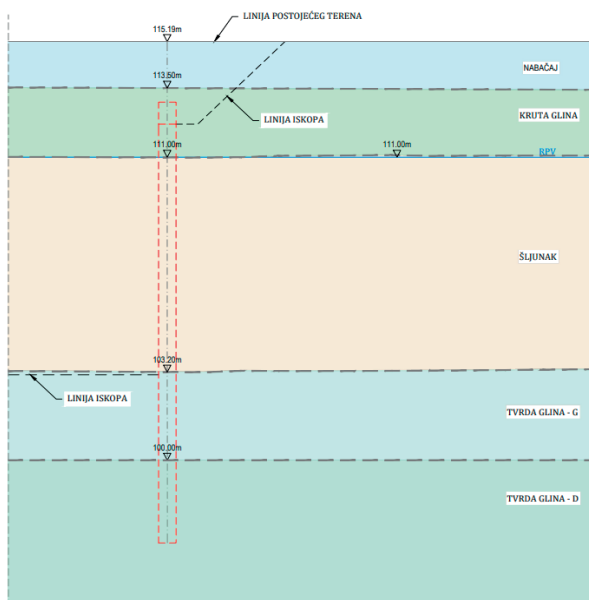 LINIJA POSTOJEĆEG TERENA
115.19m
NABAČAJ
113.50m
KRUTA GLINA
LINIJA ISKOPA
111.00m
111.00m
RPV
ŠLJUNAK
103.20m
LINIJA ISKOPA
TVRDA GLINA - G
100.00m
TVRDA GLINA - D